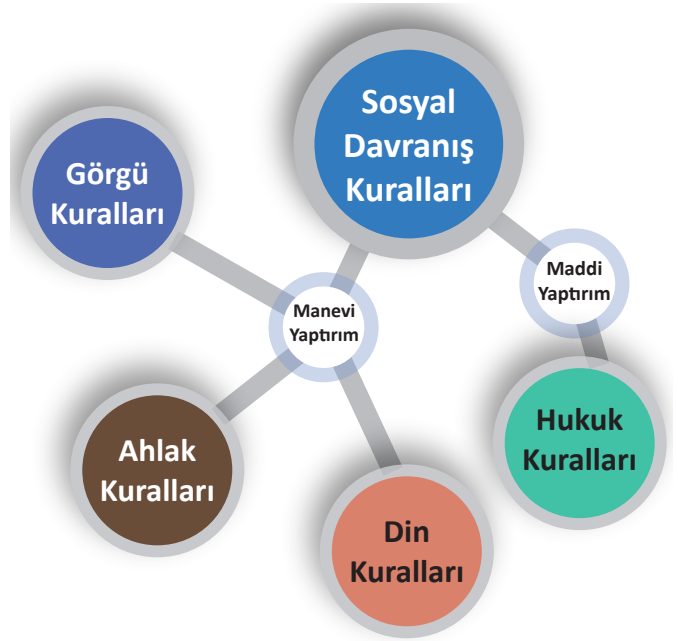 Sosyal
Davranış
Kuralları
Görgü
Kuralları
Manevi
Yaptırım
Maddi
Yaptırım
Ahlak
Kuralları
Din
Kuralları
Hukuk
Kuralları